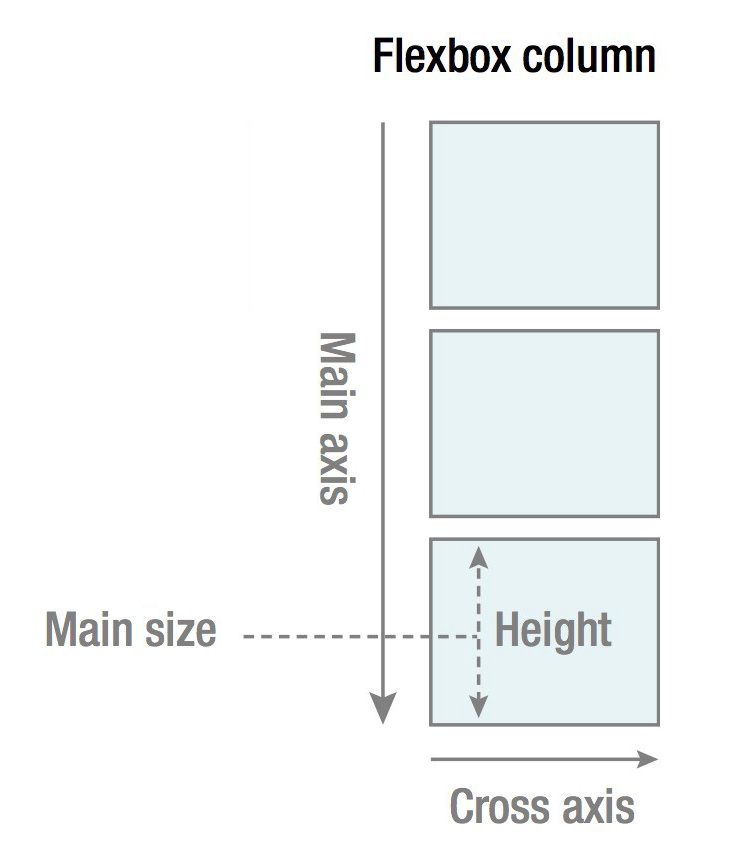 Flexbox column
Main axis
Main size
Height
Cross axis